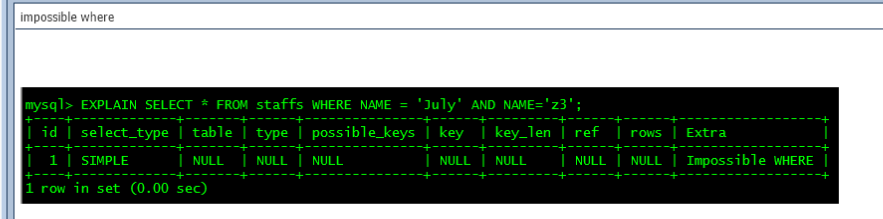 impossible where
mysql> EXPLAIN SELECT * FROM staffs WHERE NAME = 'July' AND NAME='z3';
+----+-------------+-------+------+---------------+------+---------+------+------+------------------+
| id | select_type | table | type | possible_keys | key | key_len | ref | rows | Extra |
+----+-------------+-------+------+---------------+------+---------+------+------+------------------+
| 1 | SIMPLE | NULL | NULL | NULL | NULL | NULL | NULL | NULL | Impossible WHERE |
+----+-------------+-------+------+---------------+------+---------+------+------+------------------+
1 row in set (0.00 sec)